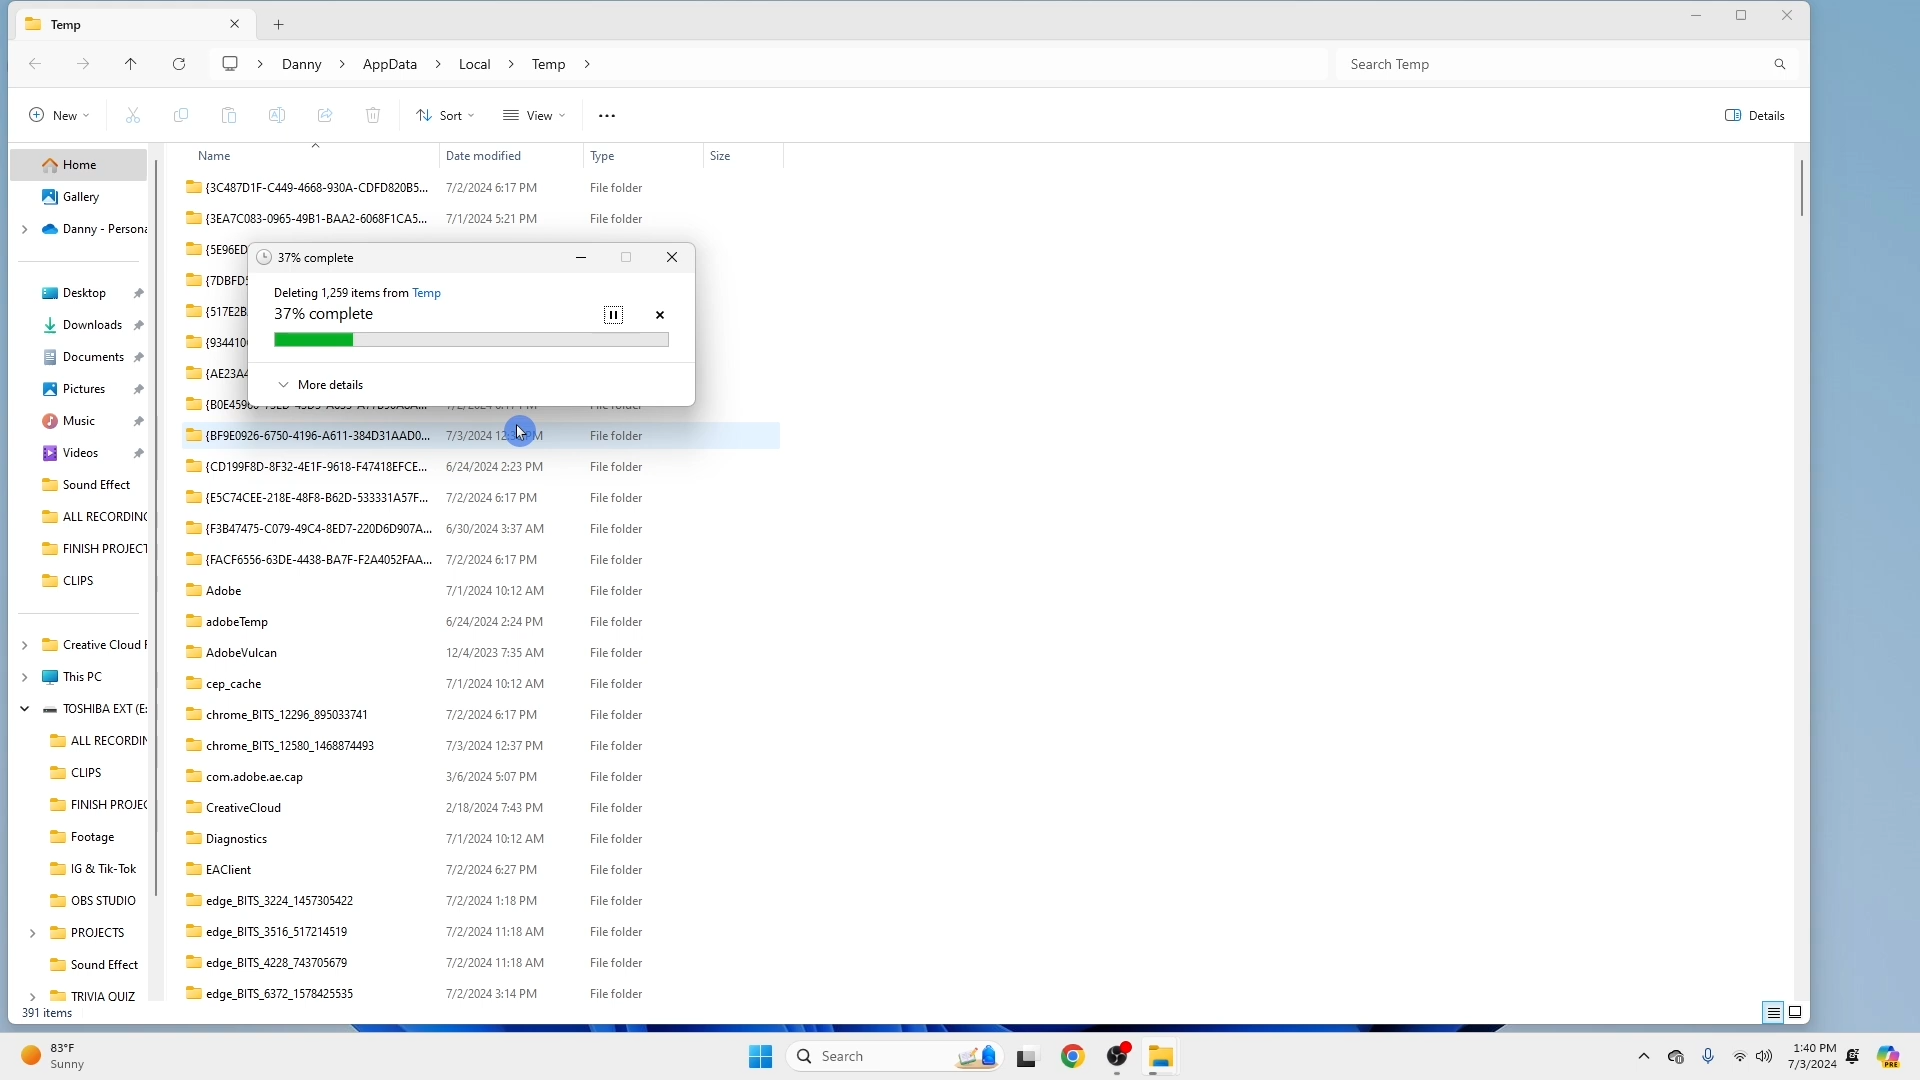 Temp
Danny > AppData > Local > Temp >
Search Temp
New
Sort
View
Details
Name Date modified Type Size
Home
Gallery
Danny - Persona
Desktop
Downloads
Documents
Pictures
Music
Videos
Sound Effect
ALL RECORDING
FINISH PROJECT
CLIPS
Creative Cloud F
This PC
TOSHIBA EXT (E:
ALL RECORDIN
CLIPS
FINISH PROJEC
Footage
IG & Tik-Tok
OBS STUDIO
PROJECTS
Sound Effect
TRIVIA QUIZ
{3C487D1F-C449-4668-930A-CDFD820B5... 7/2/2024 6:17 PM File folder
{3EA7C083-0965-49B1-BAA2-6068F1CA5... 7/1/2024 5:21 PM File folder
{5E96ED
{7DBFD5
{517E2B
{934410
{AE23A4
37% complete
Deleting 1,259 items from Temp
37% complete
More details
{BF9E0926-6750-4196-A611-384D31AAD0... 7/3/2024 File folder
{CD199F8D-8F32-4E1F-9618-F47418EFCE... 6/24/2024 2:23 PM File folder
{E5C74CEE-218E-48F8-B62D-533331A57F... 7/2/2024 6:17 PM File folder
{F3B47475-C079-49C4-8ED7-220D6D907A... 6/30/2024 3:37 AM File folder
{FACF6556-63DE-4438-BA7F-F2A4052FAA... 7/2/2024 6:17 PM File folder
Adobe 7/1/2024 10:12 AM File folder
adobeTemp 6/24/2024 2:24 PM File folder
AdobeVulcan 12/4/2023 7:35 AM File folder
cep_cache 7/1/2024 10:12 AM File folder
chrome_BITS_12296_895033741 7/2/2024 6:17 PM File folder
chrome_BITS_12580_1468874493 7/3/2024 12:37 PM File folder
com.adobe.ae.cap 3/6/2024 5:07 PM File folder
CreativeCloud 2/18/2024 7:43 PM File folder
Diagnostics 7/1/2024 10:12 AM File folder
EAClient 7/2/2024 6:27 PM File folder
edge_BITS_3224_1457305422 7/2/2024 1:18 PM File folder
edge_BITS_3516_517214519 7/2/2024 11:18 AM File folder
edge_BITS_4228_743705679 7/2/2024 11:18 AM File folder
edge_BITS_6372_1578425535 7/2/2024 3:14 PM File folder
391 items
83°F
Sunny
Search
1:40 PM
7/3/2024
PRE